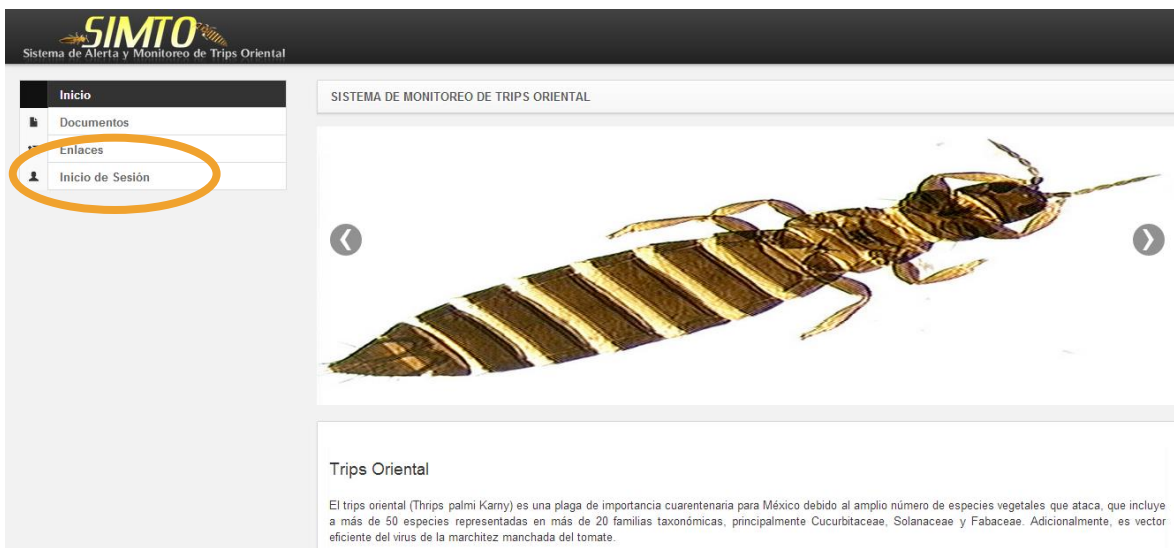 SIMTO
Sistema de Alerta y Monitoreo de Trips Oriental
Inicio
Documentos
Enlaces
Inicio de Sesión
SISTEMA DE MONITOREO DE TRIPS ORIENTAL
Trips Oriental
El trips oriental (Thrips palmi Karny) es una plaga de importancia cuarentenaria para México debido al amplio número de especies vegetales que ataca, que incluye
a más de 50 especies representadas en más de 20 familias taxonómicas, principalmente Cucurbitaceae, Solanaceae y Fabaceae. Adicionalmente, es vector
eficiente del virus de la marchitez manchada del tomate.